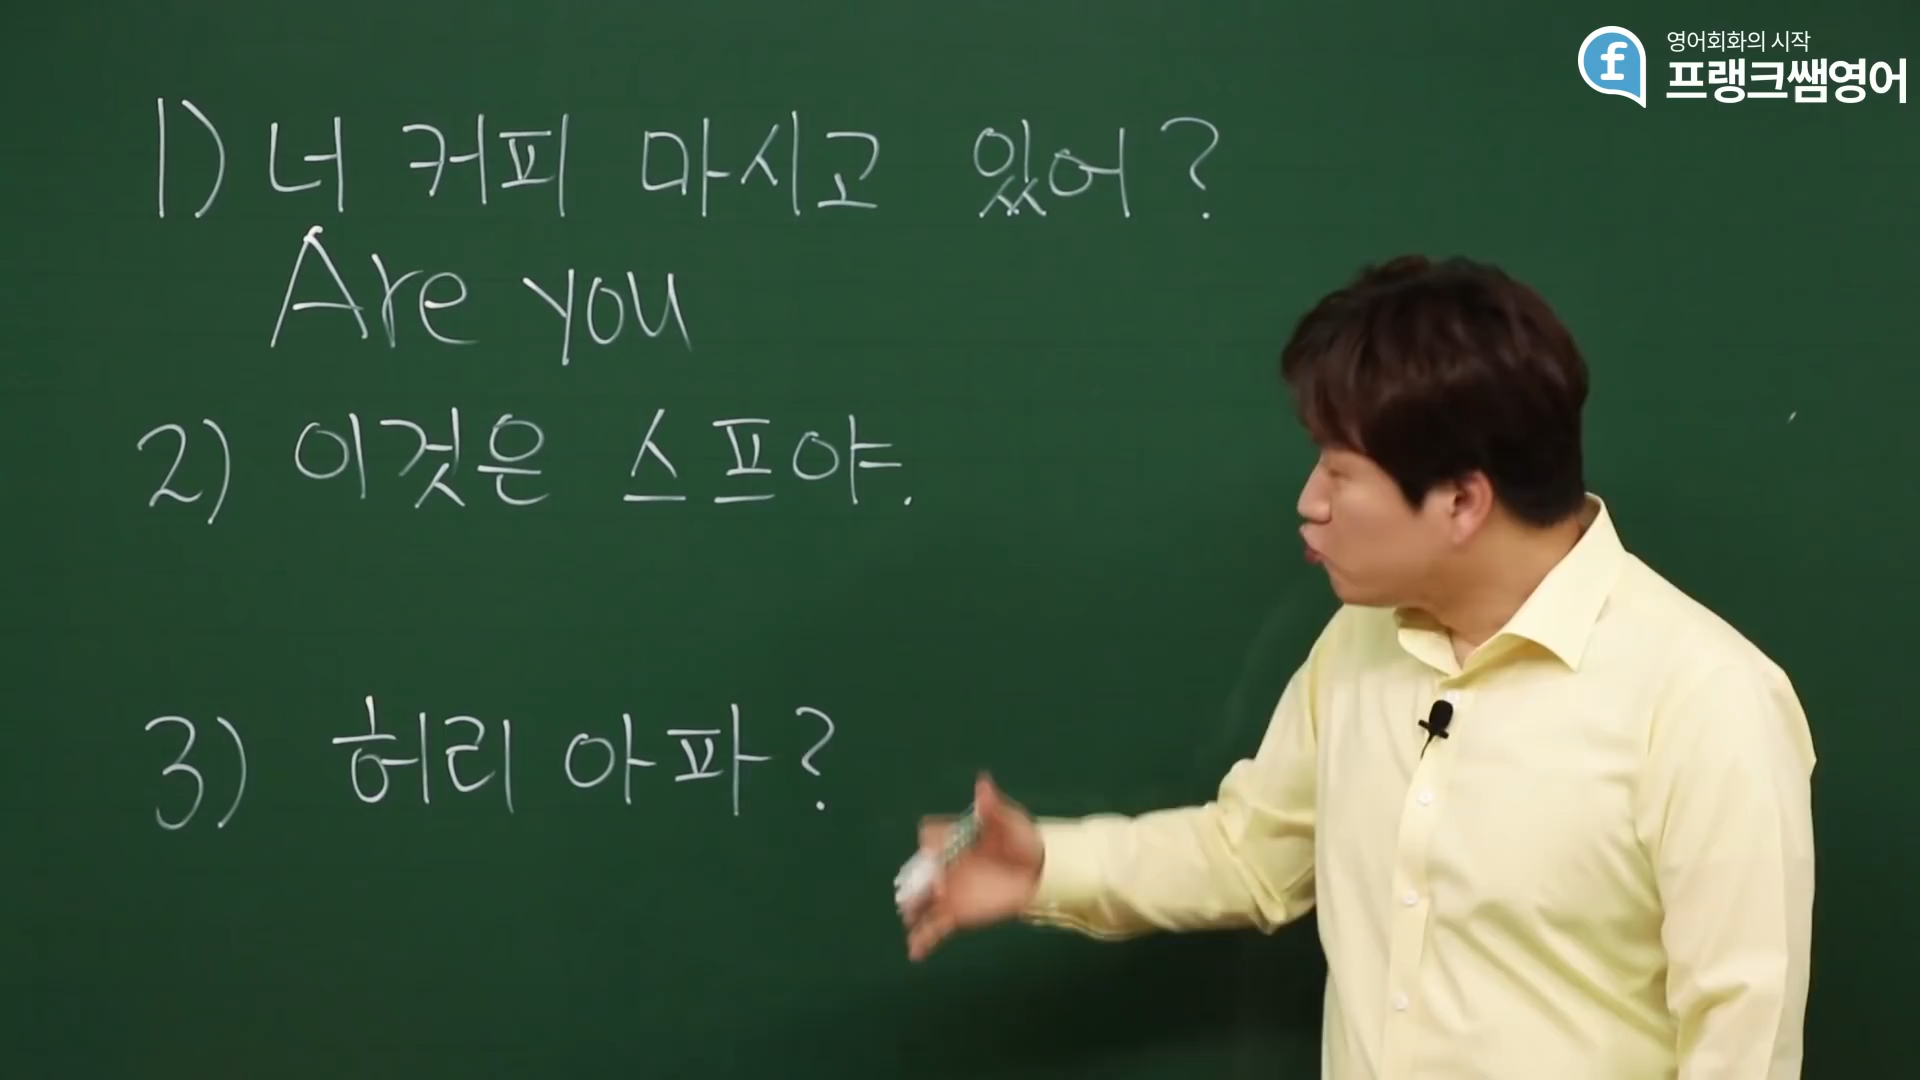 영어회화의 시작
프랭크쌤영어
1) 너 커피 마시고 있어?
Are you
2) 이것은 스프야.
3) 허리 아파?